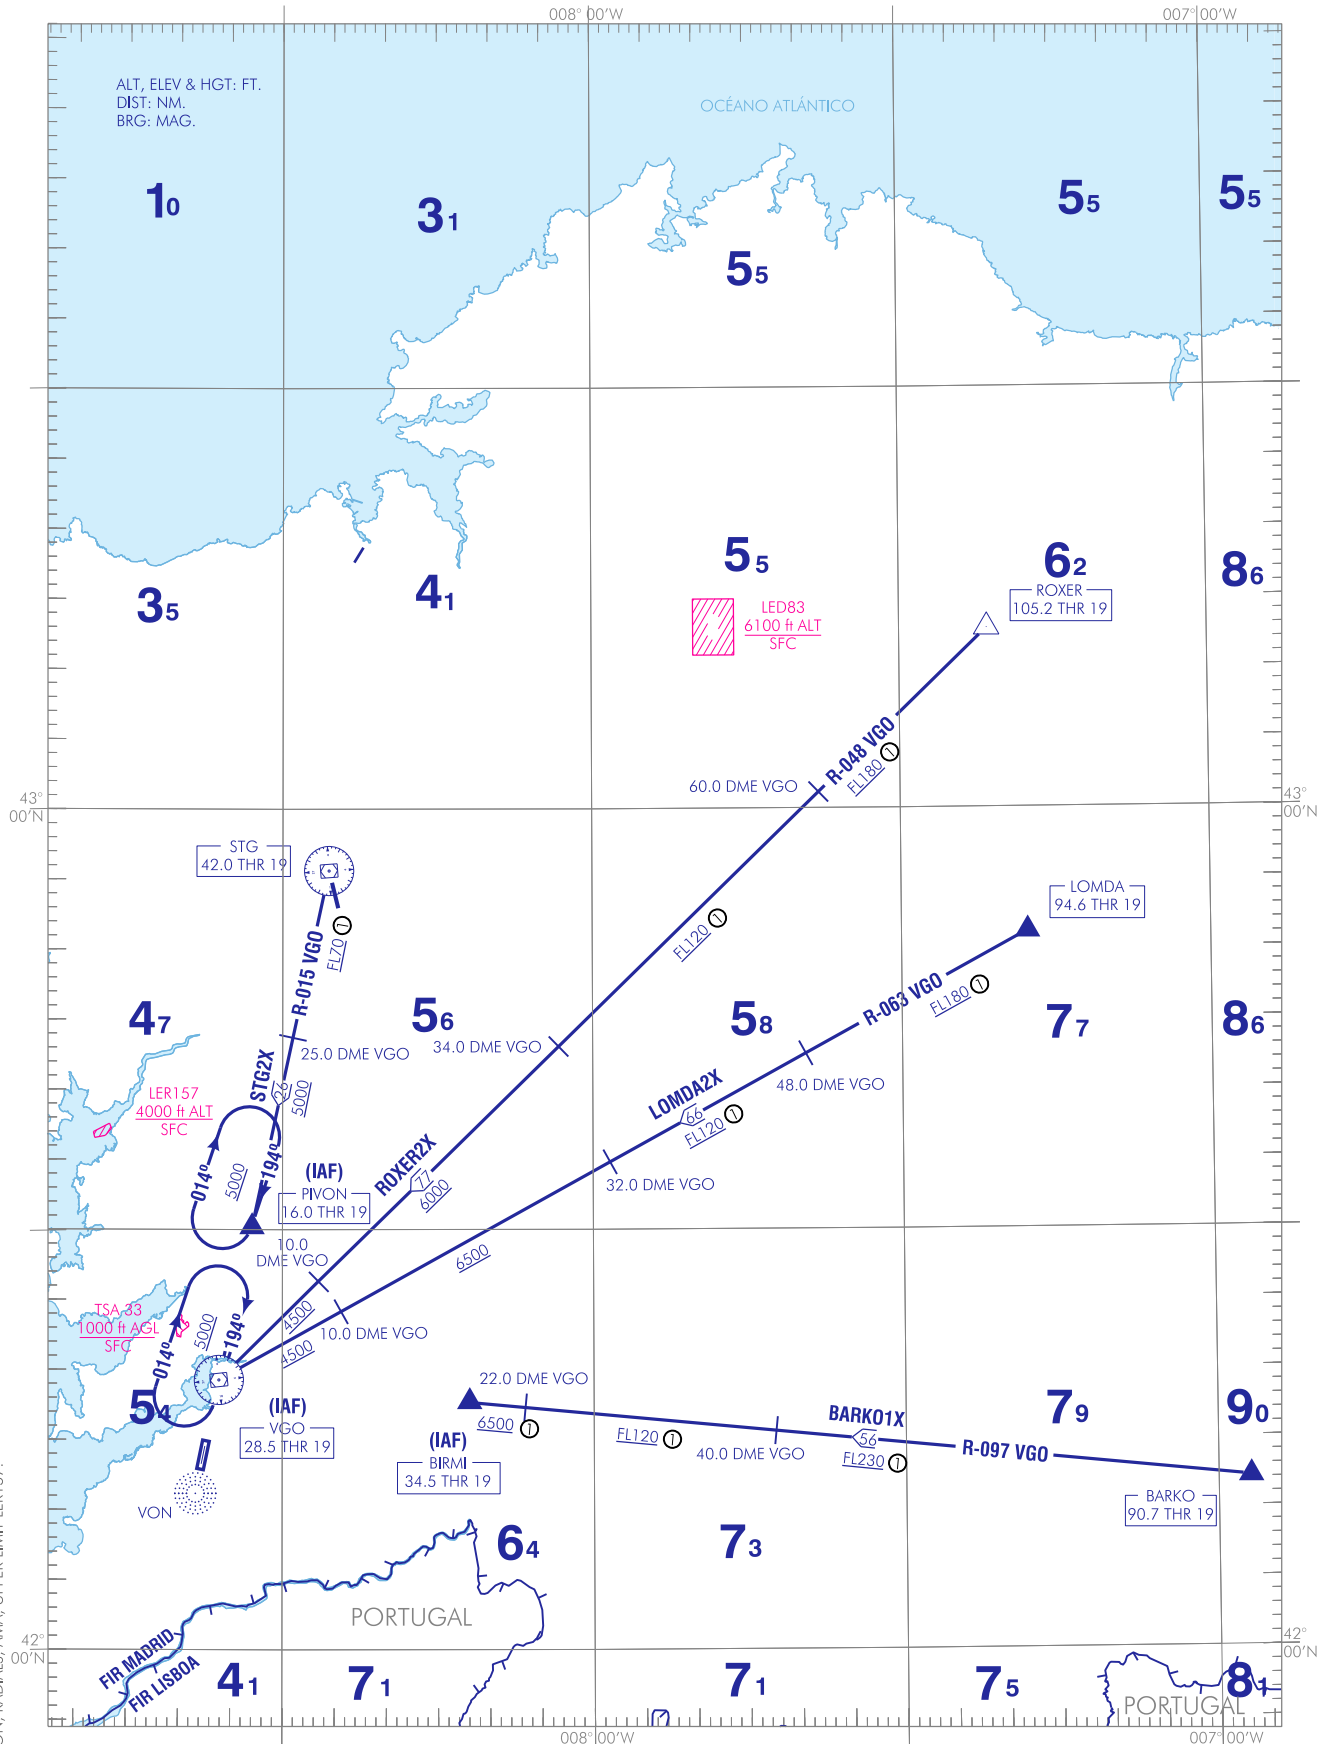 008° 00'W
007° 00'W
ALT, ELEV & HGT: FT.
DIST: NM.
BRG: MAG.
OCÉANO ATLÁNTICO
10
31
55
55
55
35
41
55
62
86
LED83
6100 ft ALT
SFC
ROXER
105.2 THR 19
R-048 VGO
FL180 1
60.0 DME VGO
43°
00'N
43°
00'N
STG
42.0 THR 19
FL70 1
R-015 VGO
FL120 1
LOMDA
94.6 THR 19
R-063 VGO
FL180 1
47
56
58
77
86
25.0 DME VGO
34.0 DME VGO
48.0 DME VGO
STG2X
26
5000
LER157
4000 ft ALT
SFC
LOMDA2X
66
FL120 1
ROXER2X
77
6000
32.0 DME VGO
014°
5000
194°
(IAF)
PIVON
16.0 THR 19
10.0
DME VGO
6500
4500
10.0 DME VGO
4500
TSA 33
1000 ft AGL
SFC
014°
5000
194°
54
(IAF)
VGO
28.5 THR 19
VON
22.0 DME VGO
6500 1
(IAF)
BIRMI
34.5 THR 19
FL120 1
40.0 DME VGO
BARKO1X
56
FL230 1
R-097 VGO
79
90
BARKO
90.7 THR 19
64
73
PORTUGAL
FIR MADRID
FIR LISBOA
42°
00'N
42°
00'N
41
71
71
75
81
PORTUGAL
008° 00'W
007° 00'W